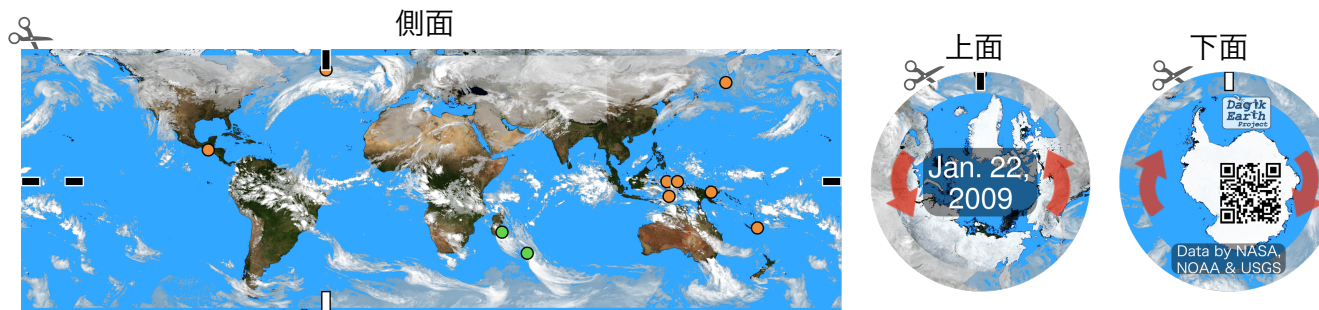 側面
上面
下面
Jan. 22,
2009
Dagik
Earth
Project
Data by NASA,
NOAA & USGS